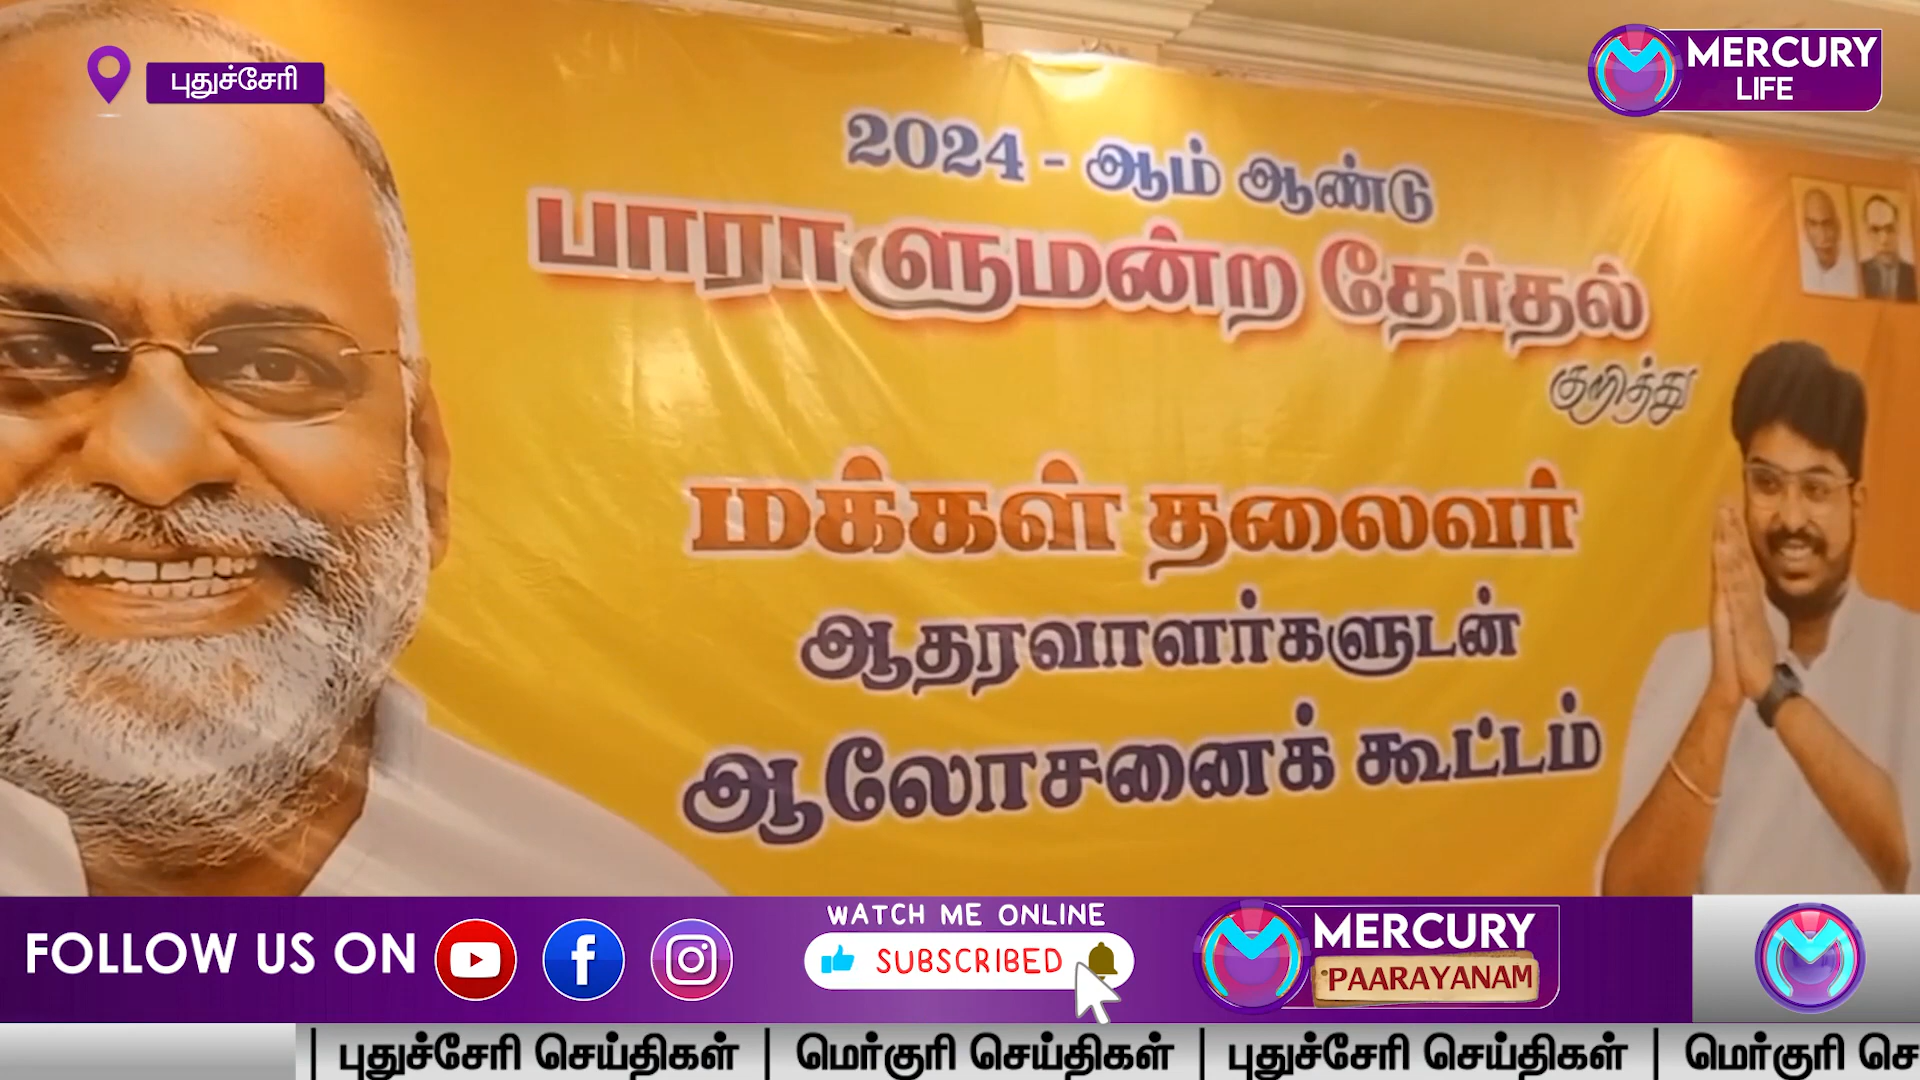 புதுச்சேரி
MERCURY
LIFE
2024 - ஆம் ஆண்டு
பாராளுமன்ற தேர்தல்
குறித்து
மக்கள் தலைவர்
ஆதரவாளர்களுடன்
ஆலோசனைக் கூட்டம்
FOLLOW US ON
WATCH ME ONLINE
SUBSCRIBED
MERCURY
PAARAYANAM
| புதுச்சேரி செய்திகள் | மெர்குரி செய்திகள் | புதுச்சேரி செய்திகள் | மெர்குரி செ